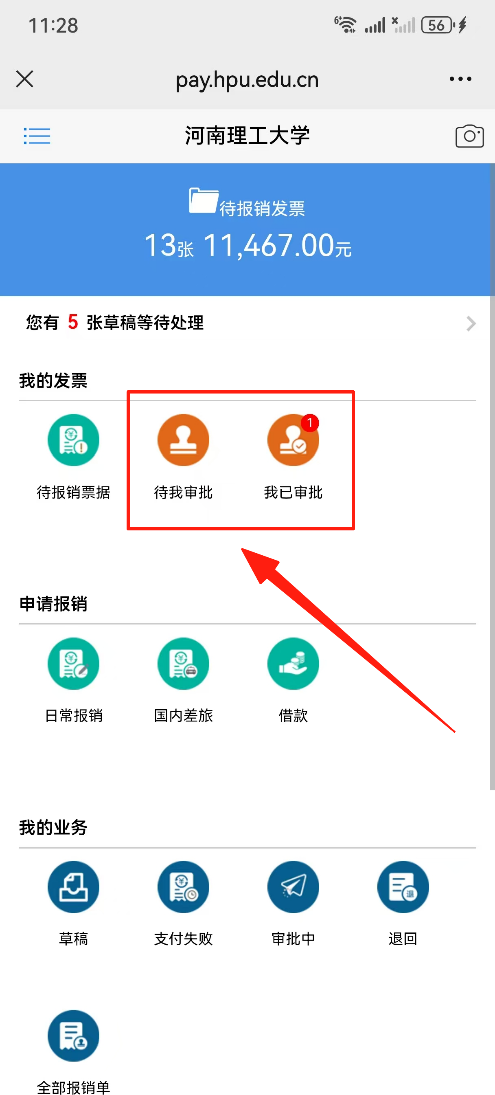 11:28
6
56
pay.hpu.edu.cn
河南理工大学
待报销发票
13张 11,467.00元
您有 5 张草稿等待处理
我的发票
1
待报销票据 待我审批 我已审批
申请报销
日常报销 国内差旅 借款
我的业务
草稿 支付失败 审批中 退回
全部报销单